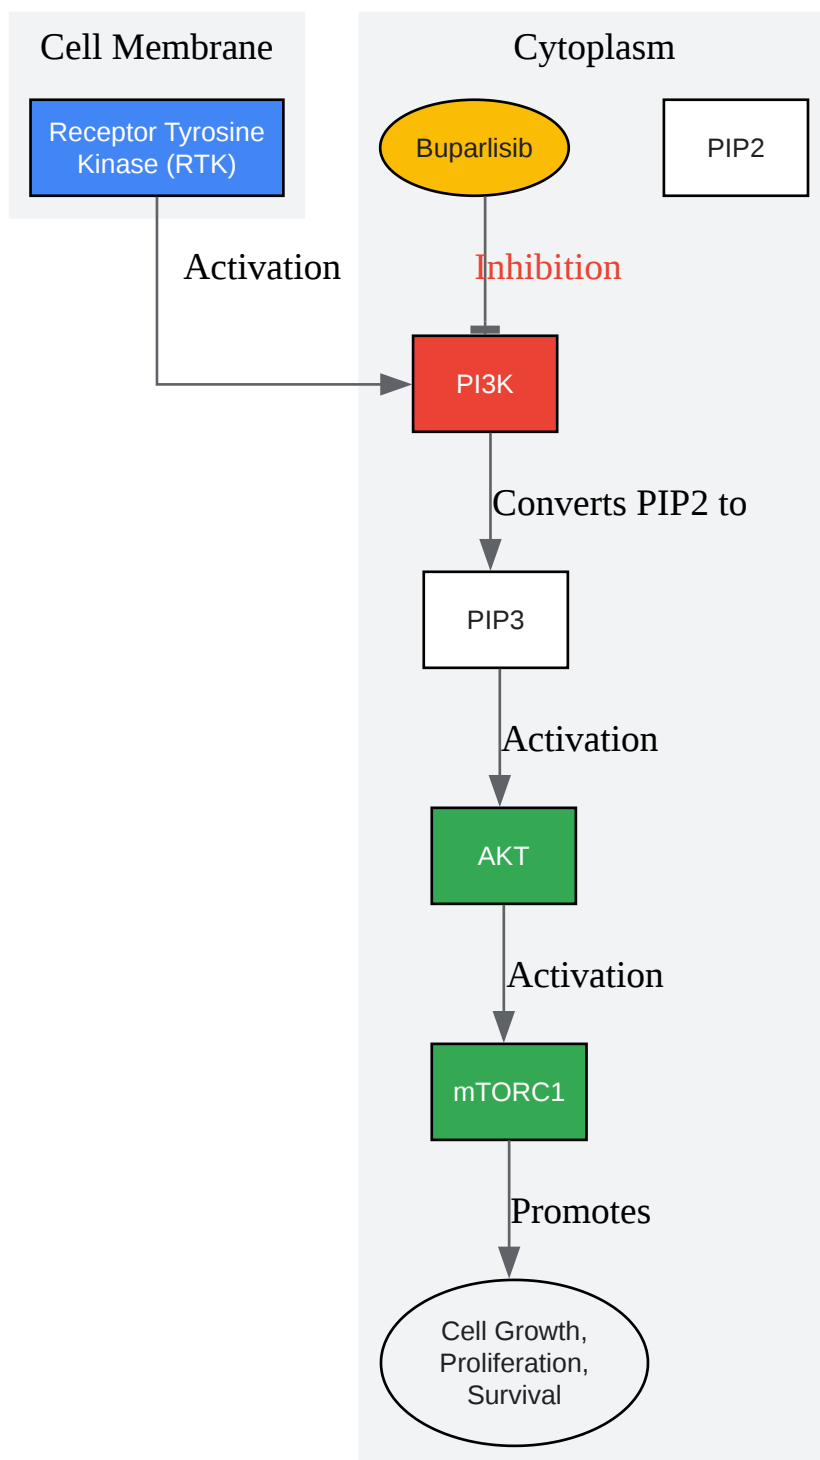 Cell Membrane
Cytoplasm
Receptor Tyrosine
Kinase (RTK)
Buparlisib
PIP2
Activation
Inhibition
PI3K
Converts PIP2 to
PIP3
Activation
AKT
Activation
mTORC1
Promotes
Cell Growth,
Proliferation,
Survival